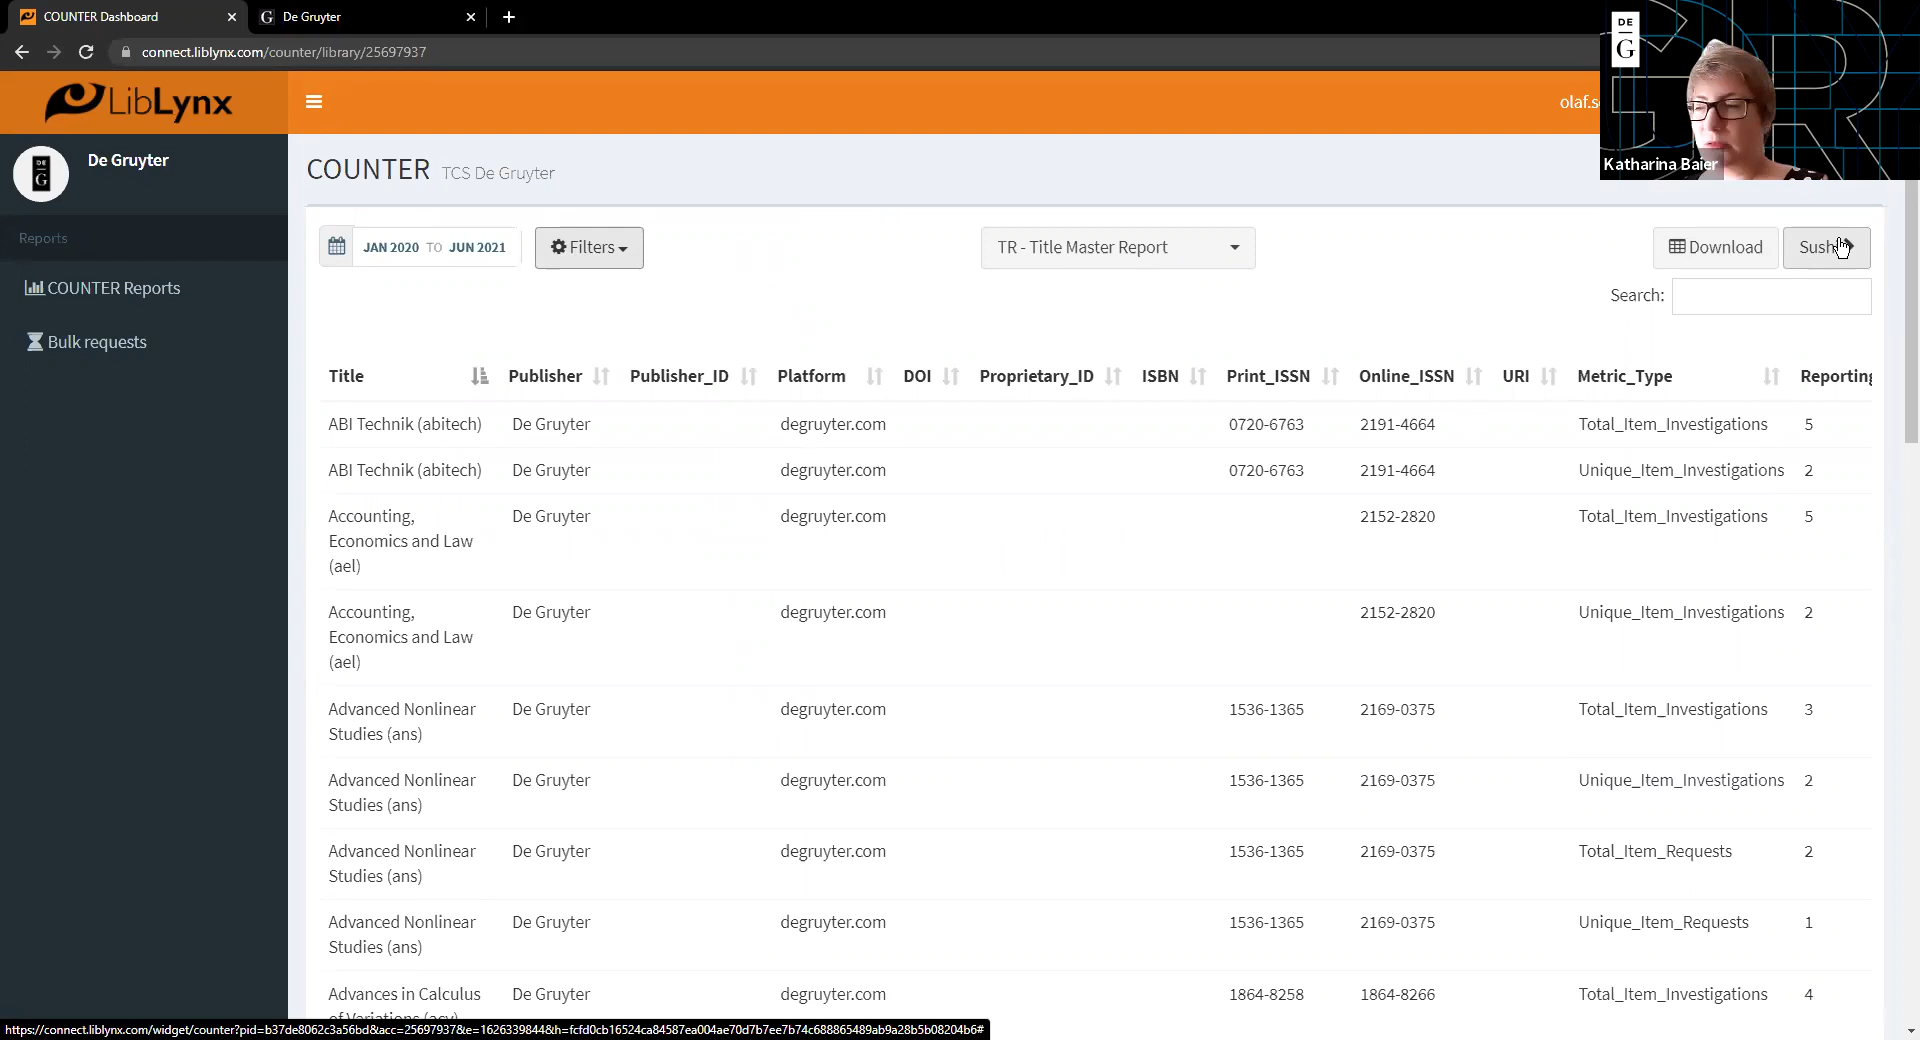 COUNTER Dashboard
G De Gruyter
connect.liblynx.com/counter/library/25697937
DE
G
Katharina Baier
LibLynx
De Gruyter
DE
G
Reports
COUNTER Reports
Bulk requests
olaf.s
COUNTER TCS De Gruyter
JAN 2020 TO JUN 2021
Filters
TR - Title Master Report
Download
Sush
Search:
Title Publisher Publisher_ID Platform DOI Proprietary_ID ISBN Print_ISSN Online_ISSN URI Metric_Type Reporting
ABI Technik (abitech) De Gruyter degruyter.com 0720-6763 2191-4664 Total_Item_Investigations 5
ABI Technik (abitech) De Gruyter degruyter.com 0720-6763 2191-4664 Unique_Item_Investigations 2
Accounting, De Gruyter degruyter.com 2152-2820 Total_Item_Investigations 5
Economics and Law
(ael)
Accounting, De Gruyter degruyter.com 2152-2820 Unique_Item_Investigations 2
Economics and Law
(ael)
Advanced Nonlinear De Gruyter degruyter.com 1536-1365 2169-0375 Total_Item_Investigations 3
Studies (ans)
Advanced Nonlinear De Gruyter degruyter.com 1536-1365 2169-0375 Unique_Item_Investigations 2
Studies (ans)
Advanced Nonlinear De Gruyter degruyter.com 1536-1365 2169-0375 Total_Item_Requests 2
Studies (ans)
Advanced Nonlinear De Gruyter degruyter.com 1536-1365 2169-0375 Unique_Item_Requests 1
Studies (ans)
Advances in Calculus De Gruyter degruyter.com 1864-8258 1864-8266 Total_Item_Investigations 4
of Variations (acv)
https://connect.liblynx.com/widget/counter?pid=b37de8062c3a56bd&acc=25697937&e=1626339844&h=fcfd0cb16524ca84587ea004ae70d7b7ee7b74c688865489ab9a28b5b08204b6#